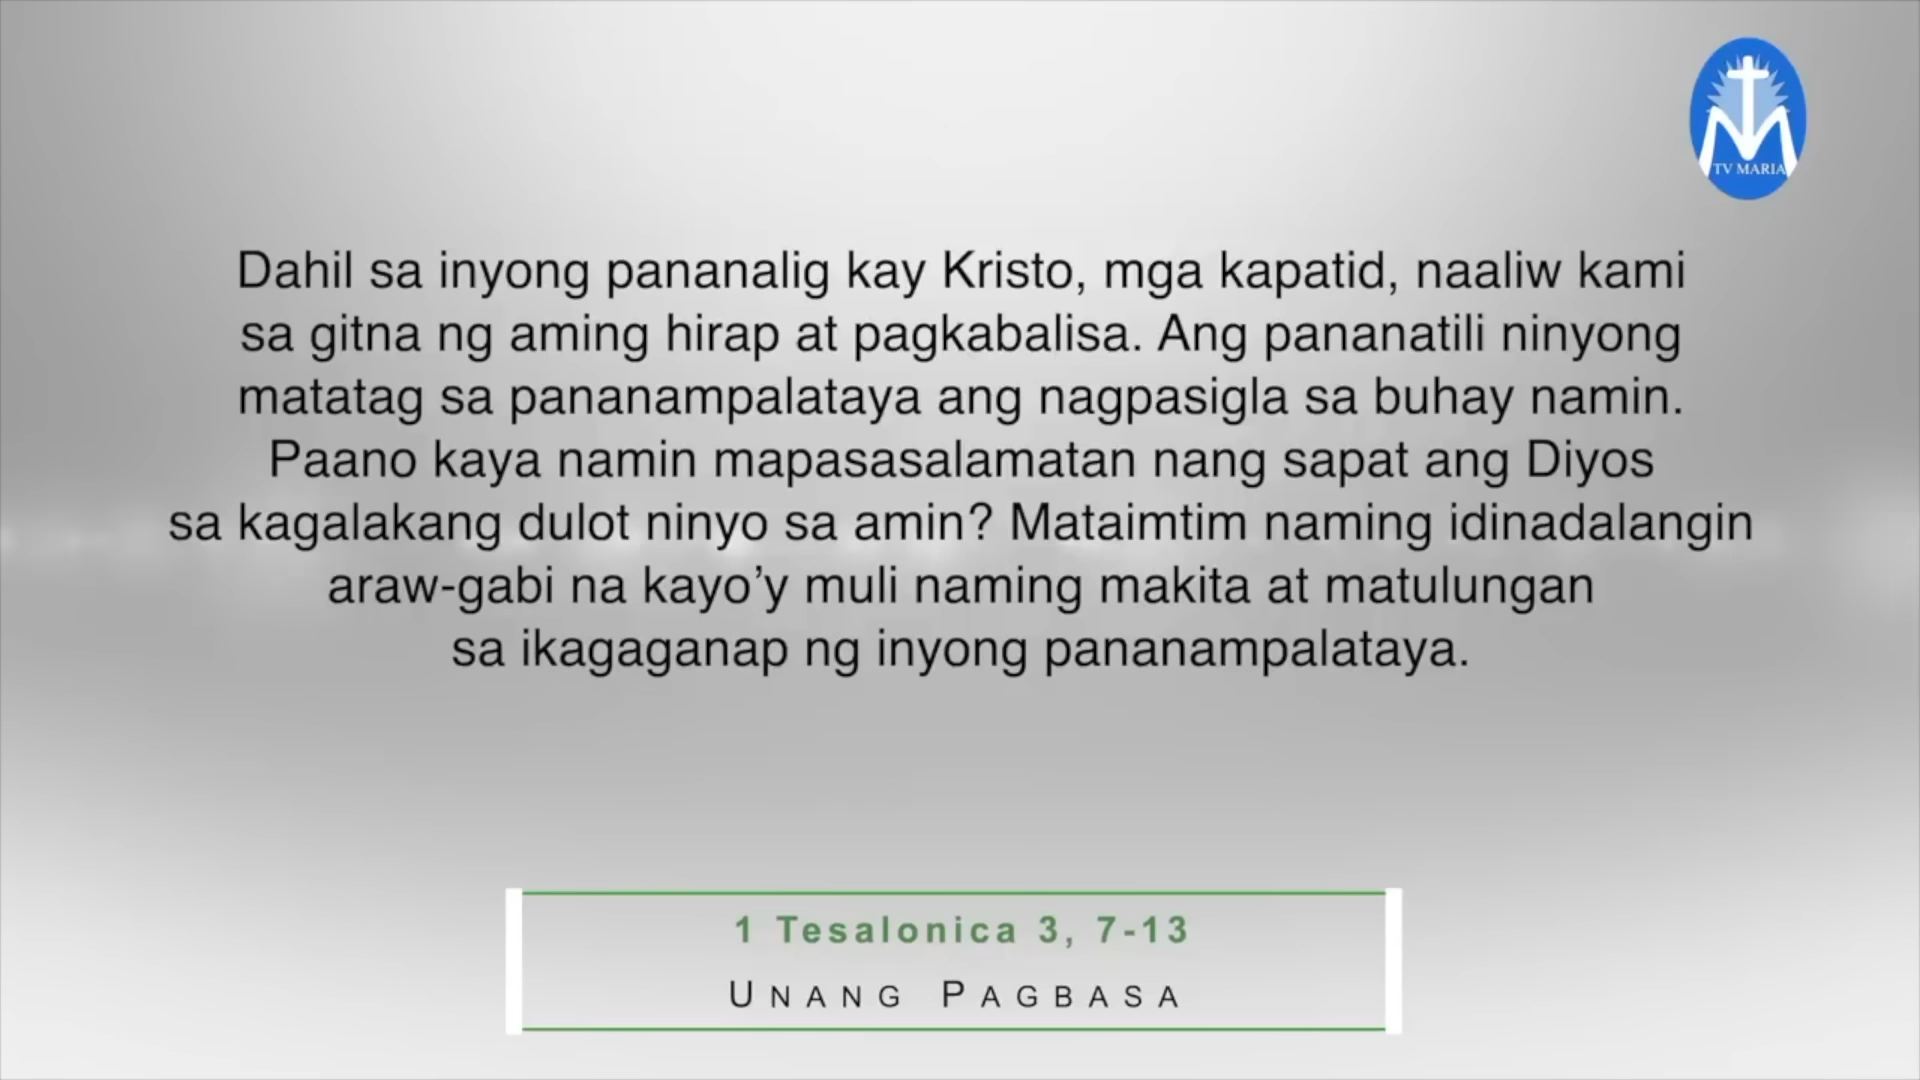 TV MARIA
Dahil sa inyong pananalig kay Kristo, mga kapatid, naaliw kami
sa gitna ng aming hirap at pagkabalisa. Ang pananatili ninyong
matatag sa pananampalataya ang nagpasigla sa buhay namin.
Paano kaya namin mapasasalamatan nang sapat ang Diyos
sa kagalakang dulot ninyo sa amin? Mataimtim naming idinadalangin
araw-gabi na kayo’y muli naming makita at matulungan
sa ikagaganap ng inyong pananampalataya.
1 Tesalonica 3, 7-13
UNANG PAGBASA